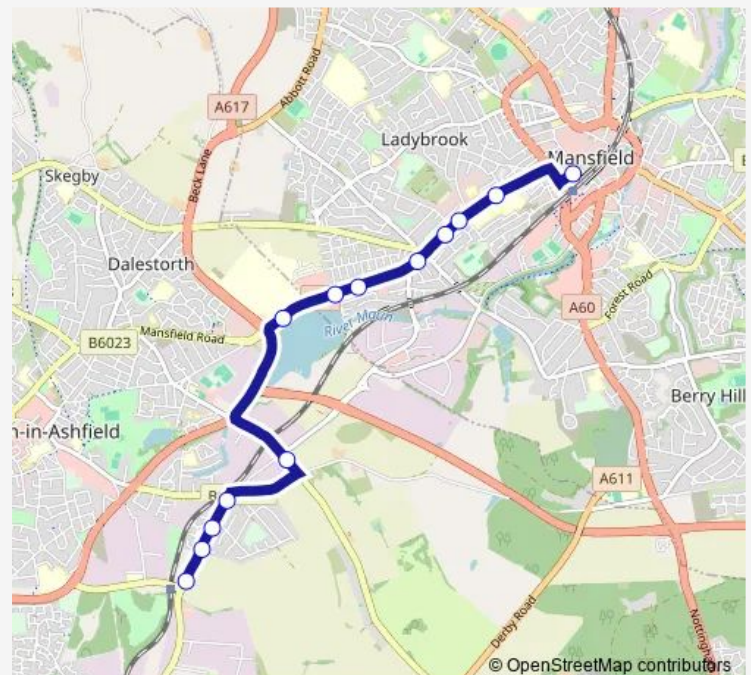 A617
Abbott Road
Ladybrook
Mansfield
Skegby
Beck Lane
Dalestorth
Forest Road
A60
River Maun
Mansfield Road
B6023
Berry Hill
n-in-Ashfield
A611
B
Derby Road
Nottingh
© OpenStreetMap contributors